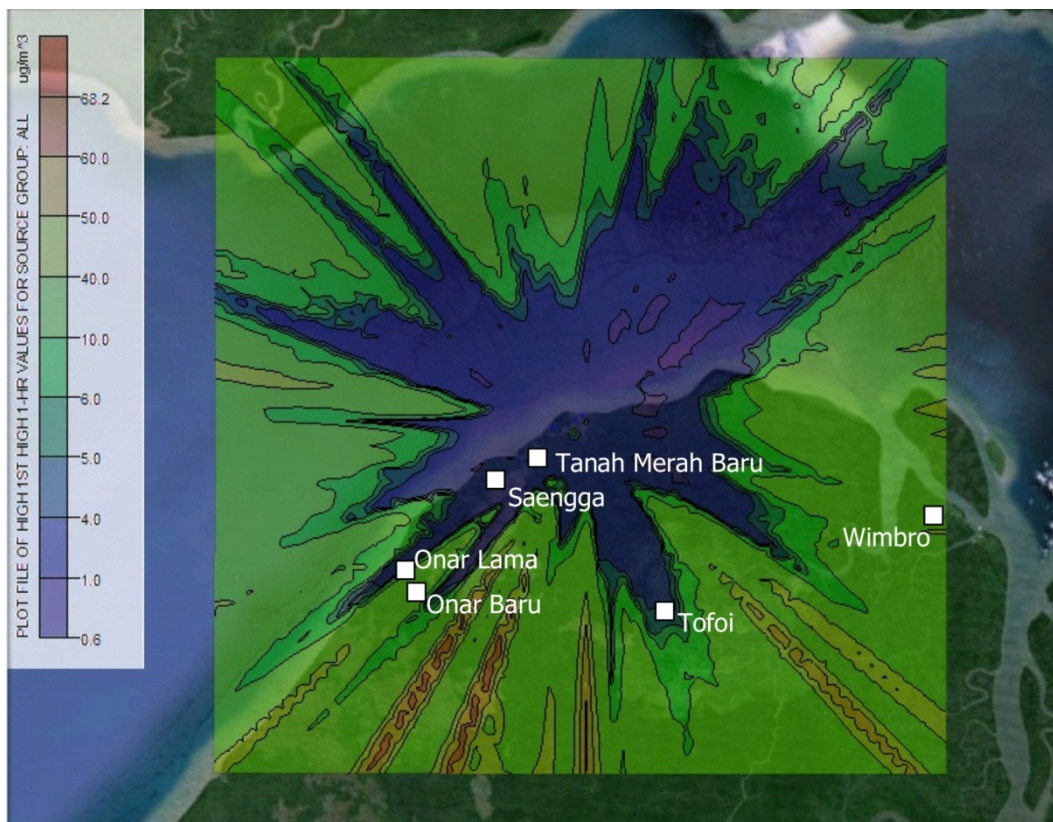 PLOT FILE OF HIGH 1ST HIGH 1-HR VALUES FOR SOURCE GROUP: ALL ug/m^3
68.2
60.0
50.0
40.0
10.0
6.0
5.0
4.0
1.0
0.6
Tanah Merah Baru
Saengga
Wimbro
Onar Lama
Onar Baru
Tofoi